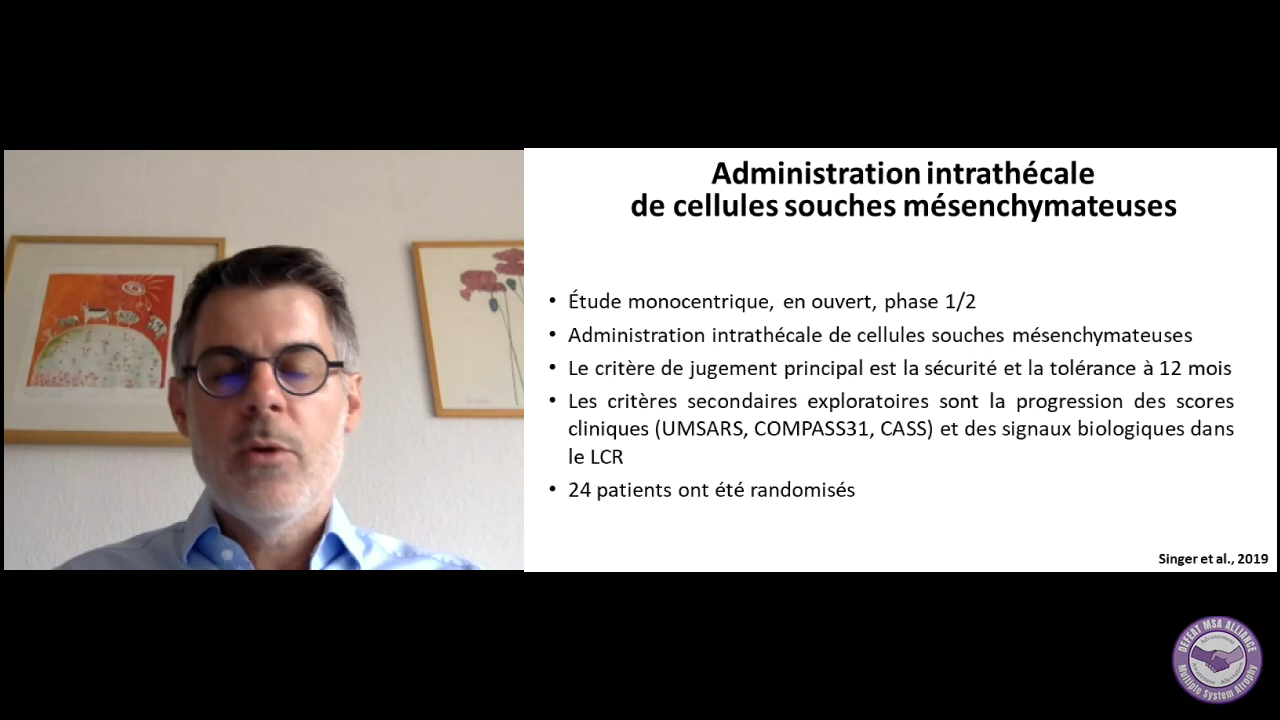 Administration intrathécale
de cellules souches mésenchymateuses
• Étude monocentrique, en ouvert, phase 1/2
• Administration intrathécale de cellules souches mésenchymateuses
• Le critère de jugement principal est la sécurité et la tolérance à 12 mois
• Les critères secondaires exploratoires sont la progression des scores
cliniques (UMSARS, COMPASS31, CASS) et des signaux biologiques dans
le LCR
• 24 patients ont été randomisés
Singer et al., 2019
DEFEAT MSA ALLIANCE
Multiple System Atrophy